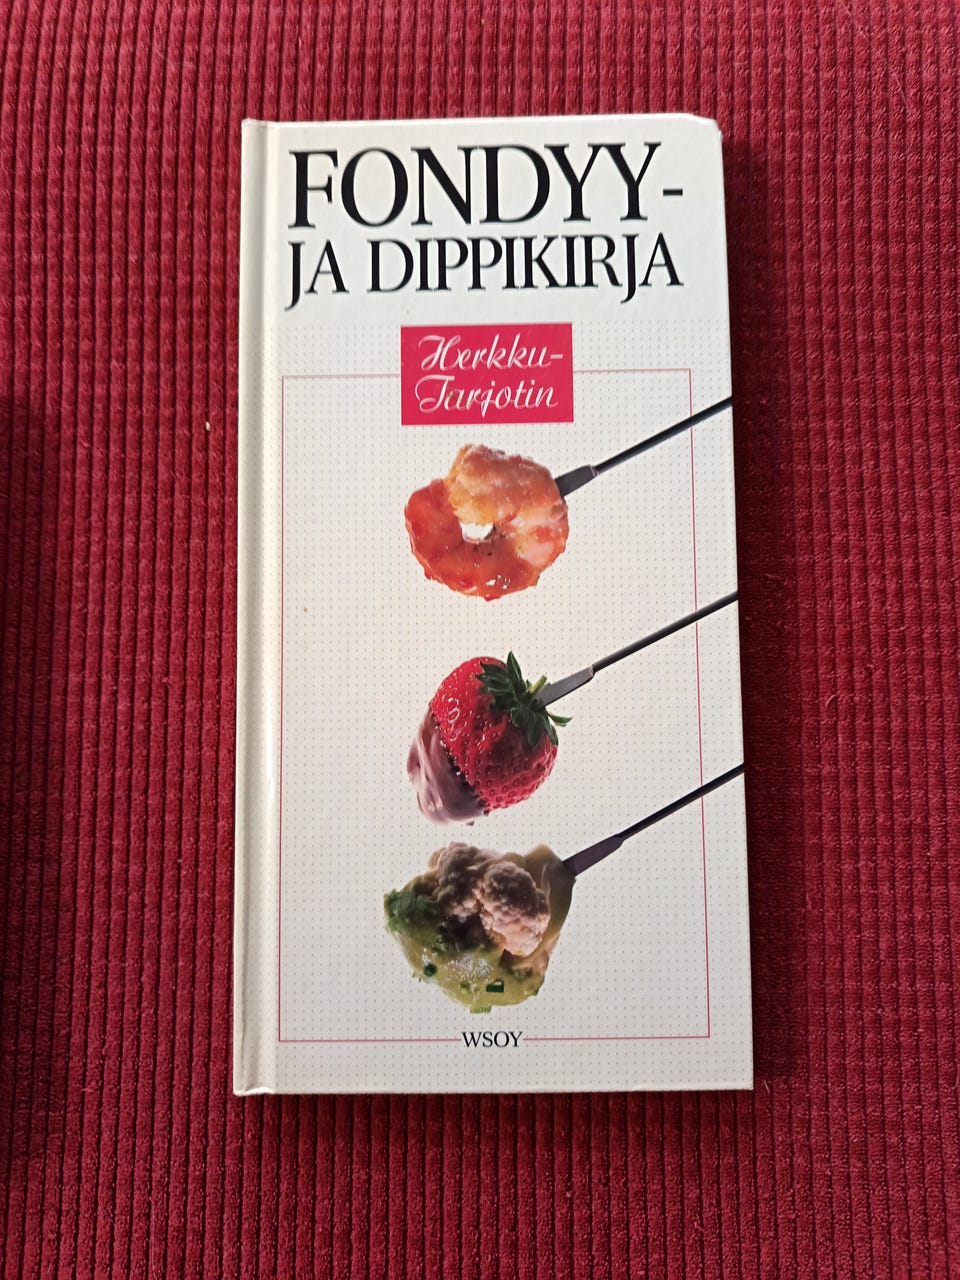 FONDYY-
JA DIPPIKIRJA
Herkku-
Tarjotin
WSOY